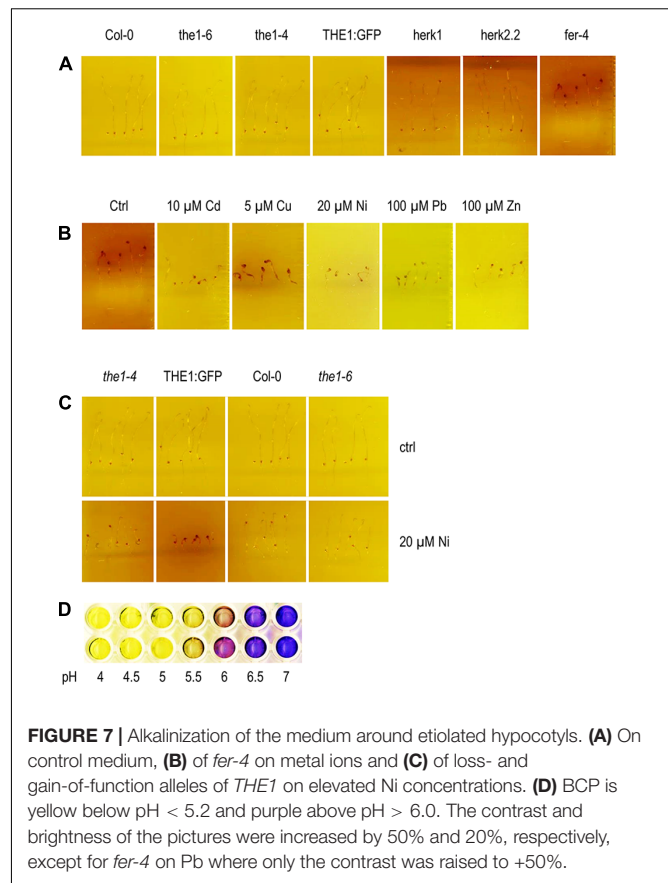 Col-0 the1-6 the1-4 THE1:GFP herk1 herk2.2 fer-4
A
Ctrl 10 µM Cd 5 µM Cu 20 µM Ni 100 µM Pb 100 µM Zn
B
the1-4 THE1:GFP Col-0 the1-6
C
ctrl
20 µM Ni
D
pH 4 4.5 5 5.5 6 6.5 7
FIGURE 7 | Alkalinization of the medium around etiolated hypocotyls. (A) On
control medium, (B) of fer-4 on metal ions and (C) of loss- and
gain-of-function alleles of THE1 on elevated Ni concentrations. (D) BCP is
yellow below pH < 5.2 and purple above pH > 6.0. The contrast and
brightness of the pictures were increased by 50% and 20%, respectively,
except for fer-4 on Pb where only the contrast was raised to +50%.